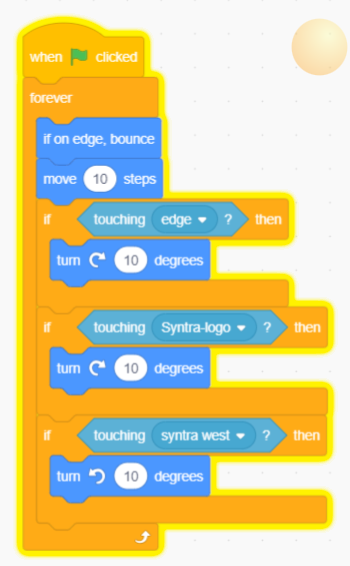 when clicked
forever
if on edge, bounce
move 10 steps
if touching edge ? then
turn 10 degrees
if touching Syntra-logo ? then
turn 10 degrees
if touching syntra west ? then
turn 10 degrees